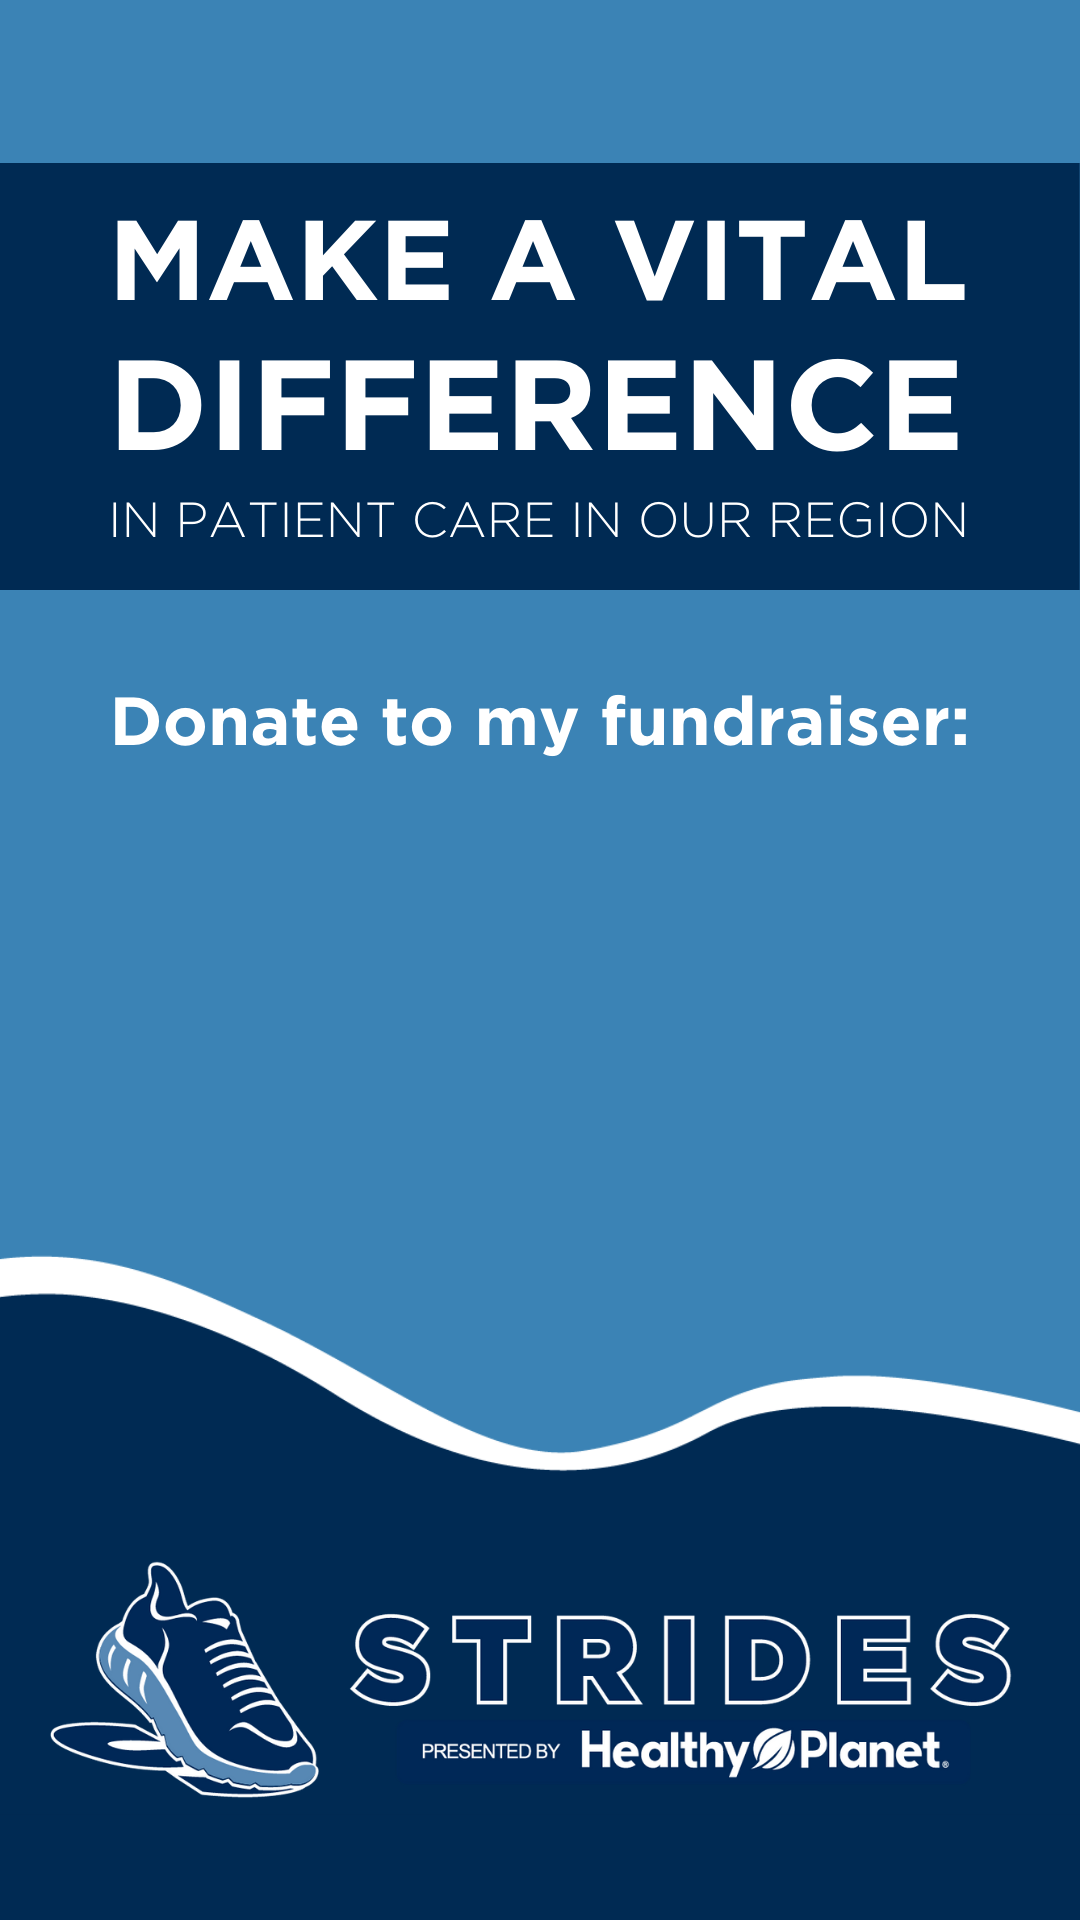 MAKE A VITAL
DIFFERENCE
IN PATIENT CARE IN OUR REGION
Donate to my fundraiser:
STRIDES
PRESENTED BY Healthy Planet®